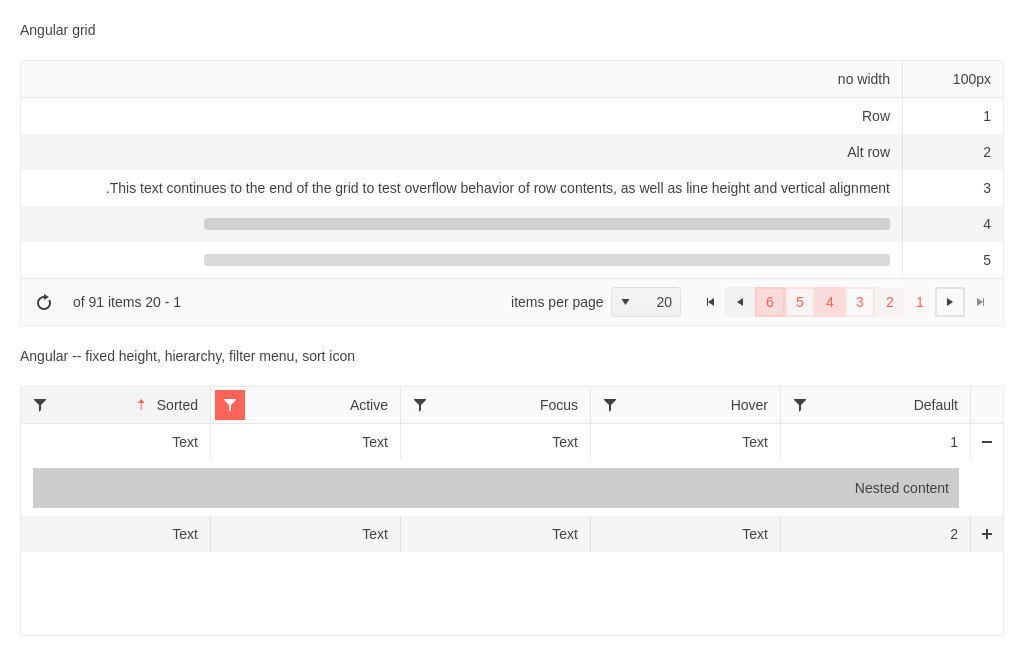 Angular grid
no width 100px
Row 1
Alt row 2
.This text continues to the end of the grid to test overflow behavior of row contents, as well as line height and vertical alignment 3
4
5
of 91 items 20 - 1 items per page 20 6 5 4 3 2 1
Angular -- fixed height, hierarchy, filter menu, sort icon
Sorted Active Focus Hover Default
Text Text Text Text 1
Nested content
Text Text Text Text 2